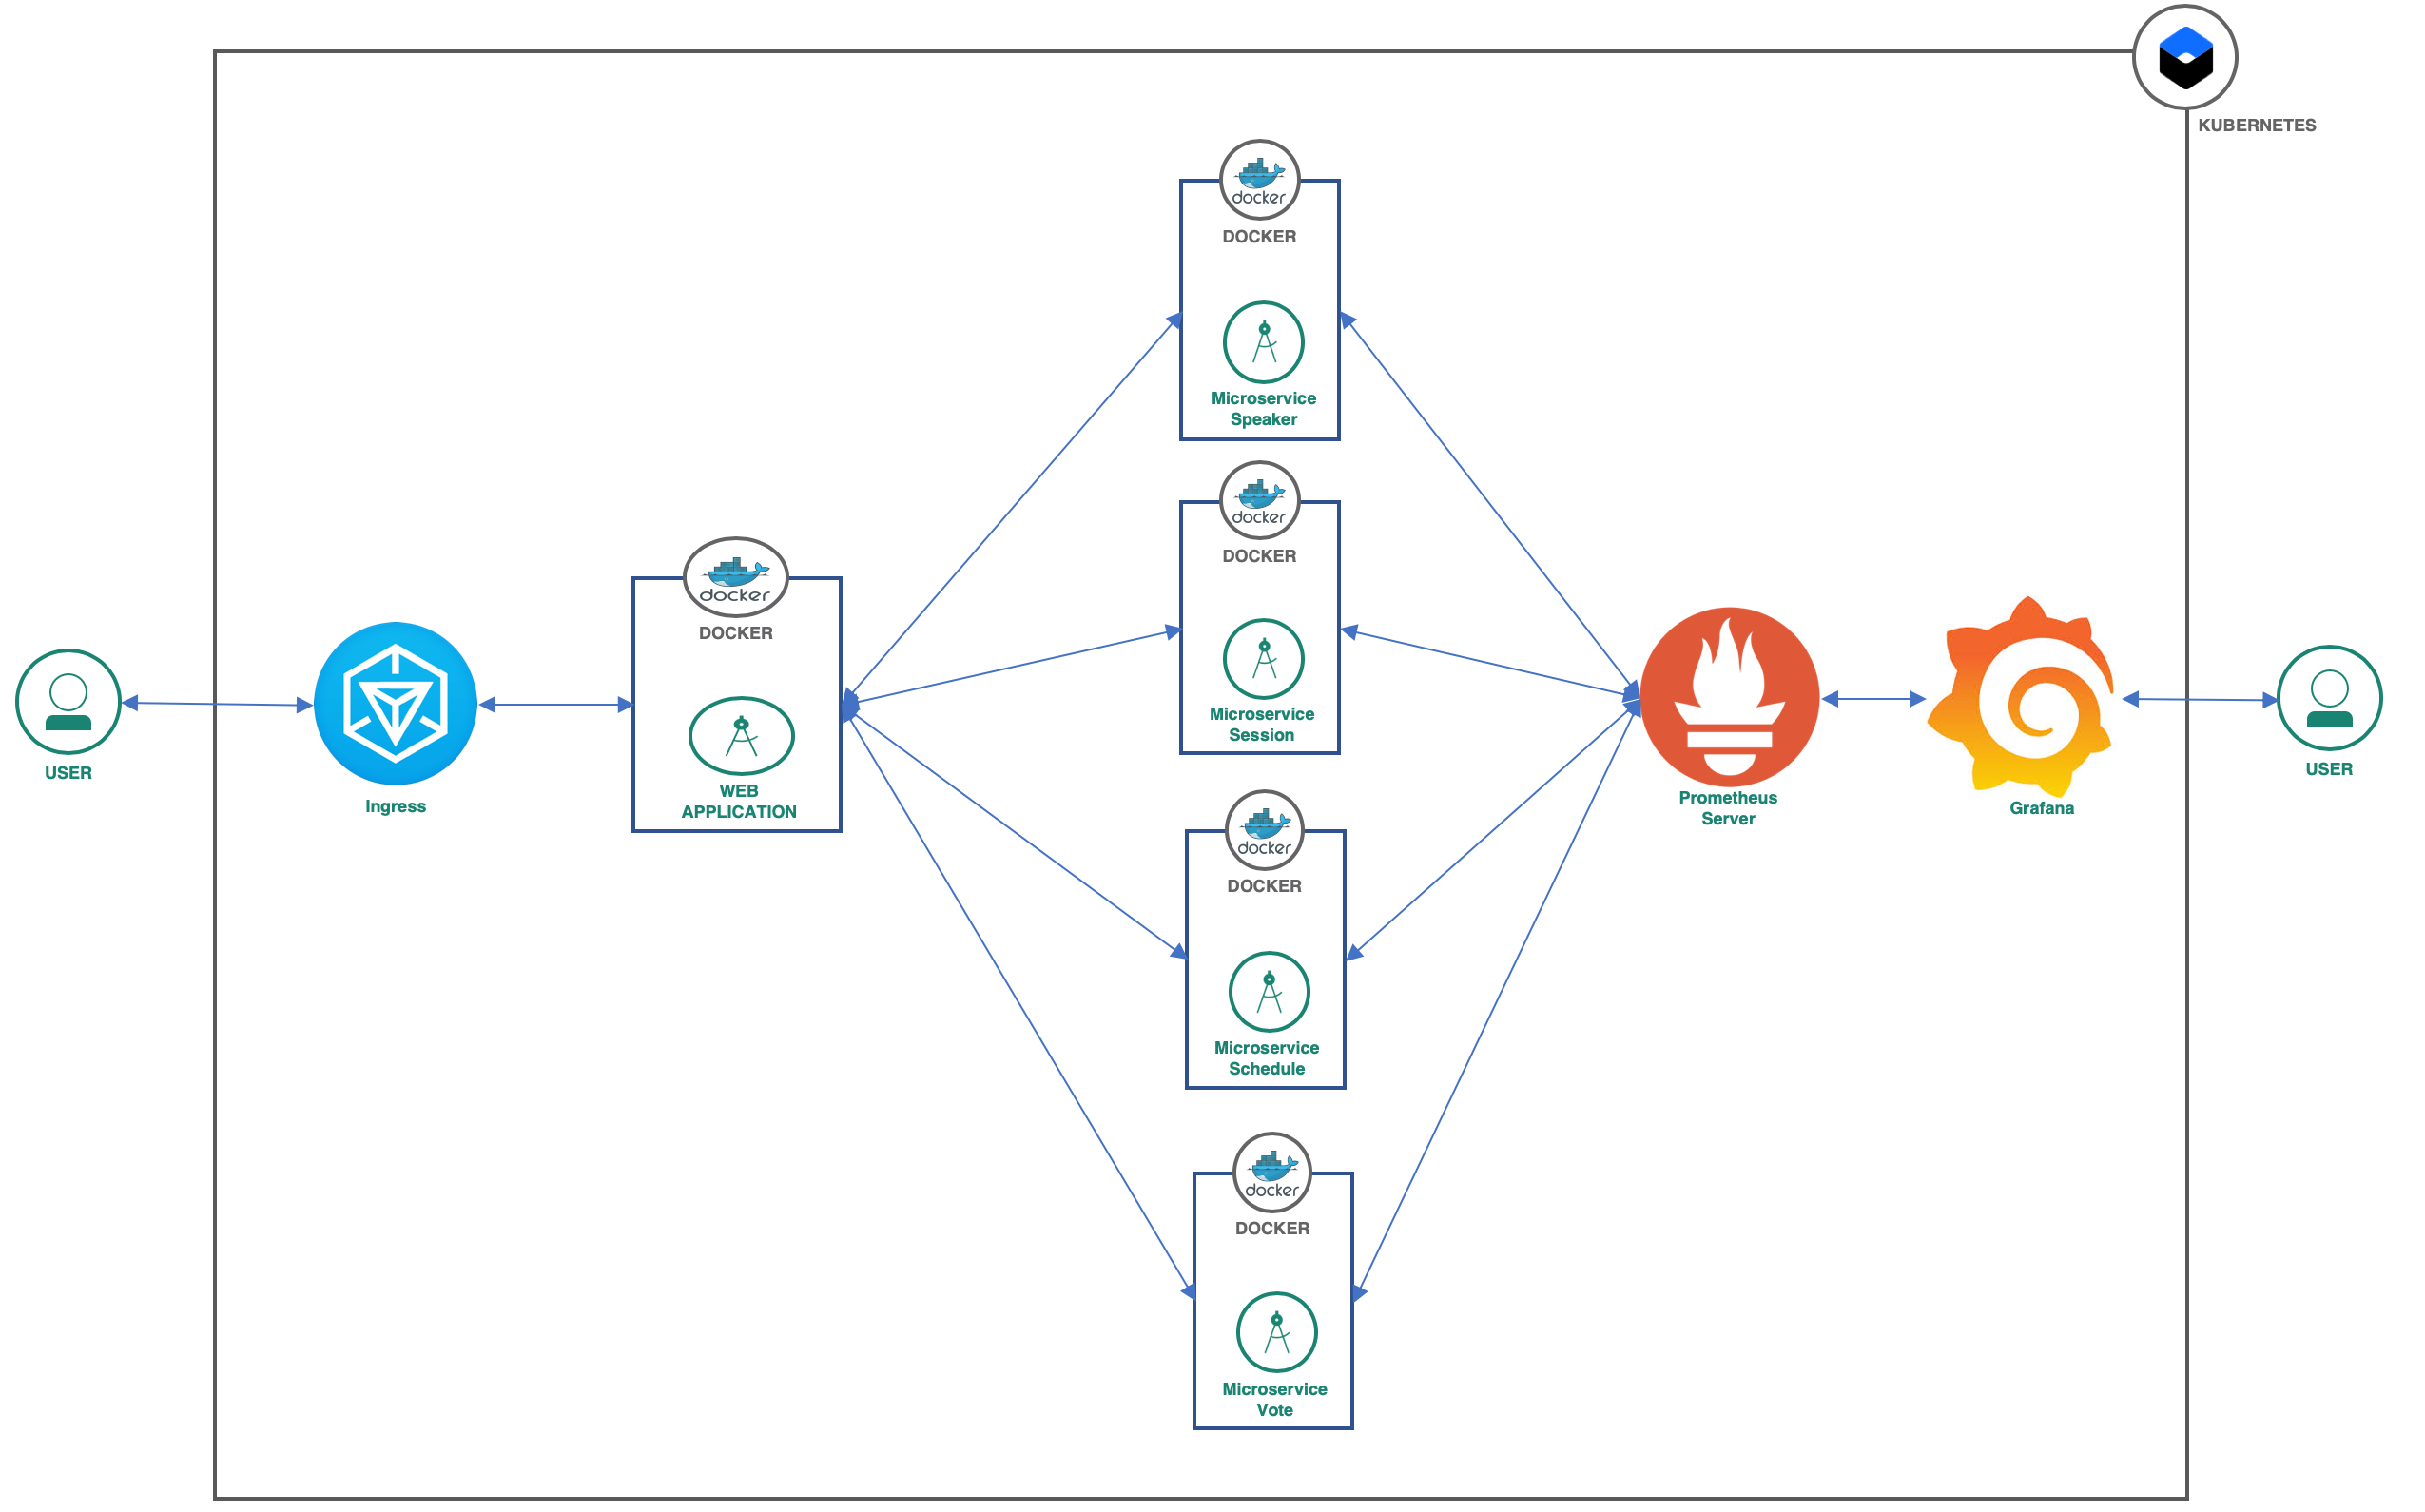 KUBERNETES
docker
DOCKER
Microservice
Speaker
docker
DOCKER
Microservice
Session
docker
DOCKER
WEB
APPLICATION
USER
Ingress
Prometheus
Server
Grafana
USER
docker
DOCKER
Microservice
Schedule
docker
DOCKER
Microservice
Vote